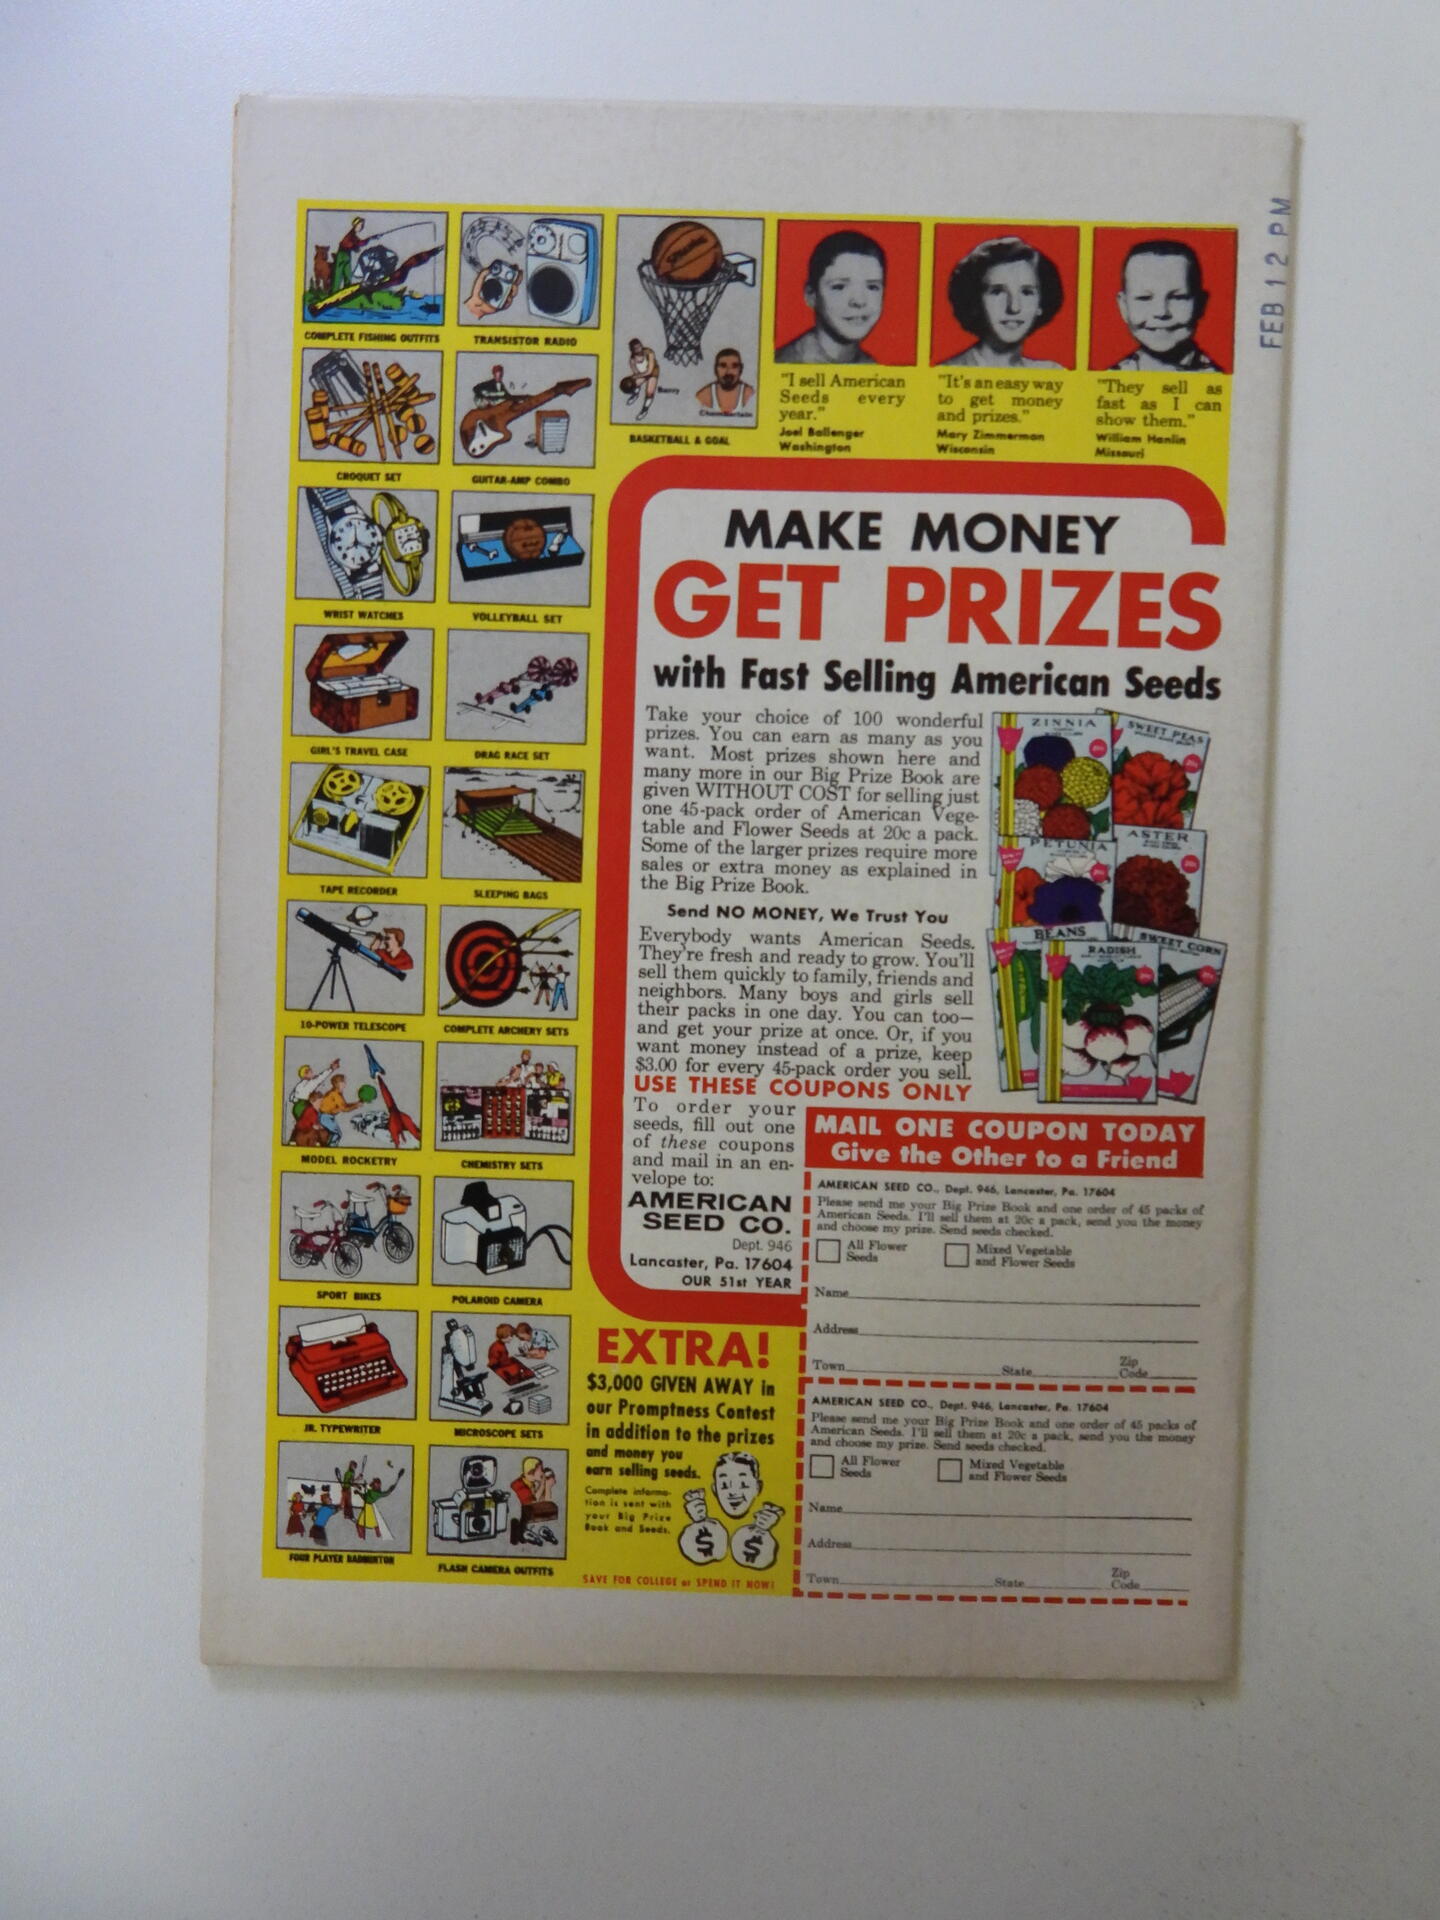 FEB 12 PM
COMPLETE FISHING OUTFITS
TRANSISTOR RADIO
Spalding
Barry
Chamberlain
BASKETBALL & GOAL
CROQUET SET
GUITAR-AMP COMBO
WRIST WATCHES
VOLLEYBALL SET
GIRL'S TRAVEL CASE
DRAG RACE SET
TAPE RECORDER
SLEEPING BAGS
10-POWER TELESCOPE
COMPLETE ARCHERY SETS
MODEL ROCKETRY
CHEMISTRY SETS
SPORT BIKES
POLAROID CAMERA
JR. TYPEWRITER
MICROSCOPE SETS
FOUR PLAYER BADMINTON
FLASH CAMERA OUTFITS
"I sell American
Seeds every
year."
Joel Ballenger
Washington
"It's an easy way
to get money
and prizes."
Mary Zimmerman
Wisconsin
"They sell as
fast as I can
show them."
William Hanlin
Missouri
MAKE MONEY
GET PRIZES
with Fast Selling American Seeds
Take your choice of 100 wonderful
prizes. You can earn as many as you
want. Most prizes shown here and
many more in our Big Prize Book are
given WITHOUT COST for selling just
one 45-pack order of American Vege-
table and Flower Seeds at 20c a pack.
Some of the larger prizes require more
sales or extra money as explained in
the Big Prize Book.
Send NO MONEY, We Trust You
Everybody wants American Seeds.
They're fresh and ready to grow. You'll
sell them quickly to family, friends and
neighbors. Many boys and girls sell
their packs in one day. You can too—
and get your prize at once. Or, if you
want money instead of a prize, keep
$3.00 for every 45-pack order you sell.
USE THESE COUPONS ONLY
To order your
seeds, fill out one
of these coupons
and mail in an en-
velope to:
AMERICAN
SEED CO.
Dept. 946
Lancaster, Pa. 17604
OUR 51st YEAR
ZINNIA
SWEET PEAS
PETUNIA
ASTER
BEANS
RADISH
SWEET CORN
MAIL ONE COUPON TODAY
Give the Other to a Friend
AMERICAN SEED CO., Dept. 946, Lancaster, Pa. 17604
Please send me your Big Prize Book and one order of 45 packs of
American Seeds. I'll sell them at 20c a pack, send you the money
and choose my prize. Send seeds checked.
All Flower
Seeds
Mixed Vegetable
and Flower Seeds
Name
Address
Town State Zip
Code
AMERICAN SEED CO., Dept. 946, Lancaster, Pa. 17604
Please send me your Big Prize Book and one order of 45 packs of
American Seeds. I'll sell them at 20c a pack, send you the money
and choose my prize. Send seeds checked.
All Flower
Seeds
Mixed Vegetable
and Flower Seeds
Name
Address
Town State Zip
Code
EXTRA!
$3,000 GIVEN AWAY in
our Promptness Contest
in addition to the prizes
and money you
earn selling seeds.
Complete informa-
tion is sent with
your Big Prize
Book and Seeds.
$ $
SAVE FOR COLLEGE or SPEND IT NOW!